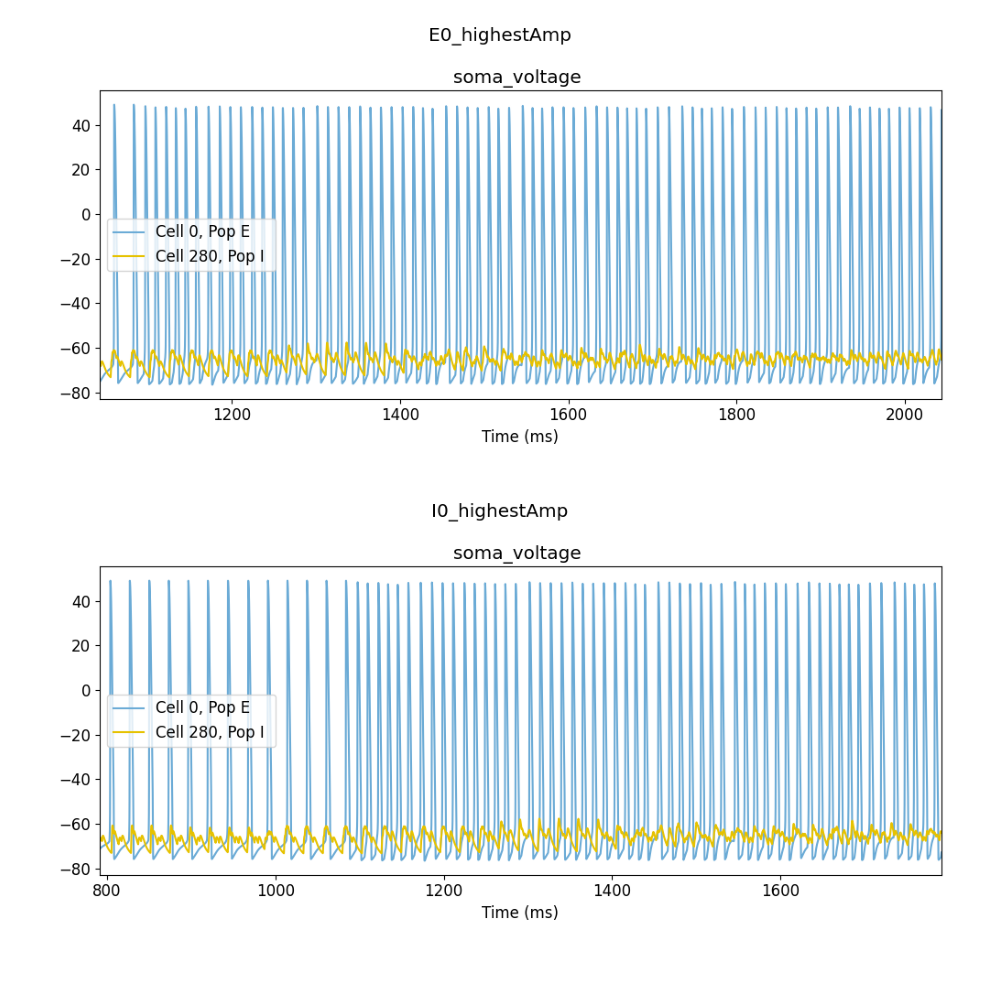 E0_highestAmp
soma_voltage
40
20
0
−20
−40
−60
−80
Cell 0, Pop E
Cell 280, Pop I
1200 1400 1600 1800 2000
Time (ms)
I0_highestAmp
soma_voltage
40
20
0
−20
−40
−60
−80
Cell 0, Pop E
Cell 280, Pop I
800 1000 1200 1400 1600
Time (ms)